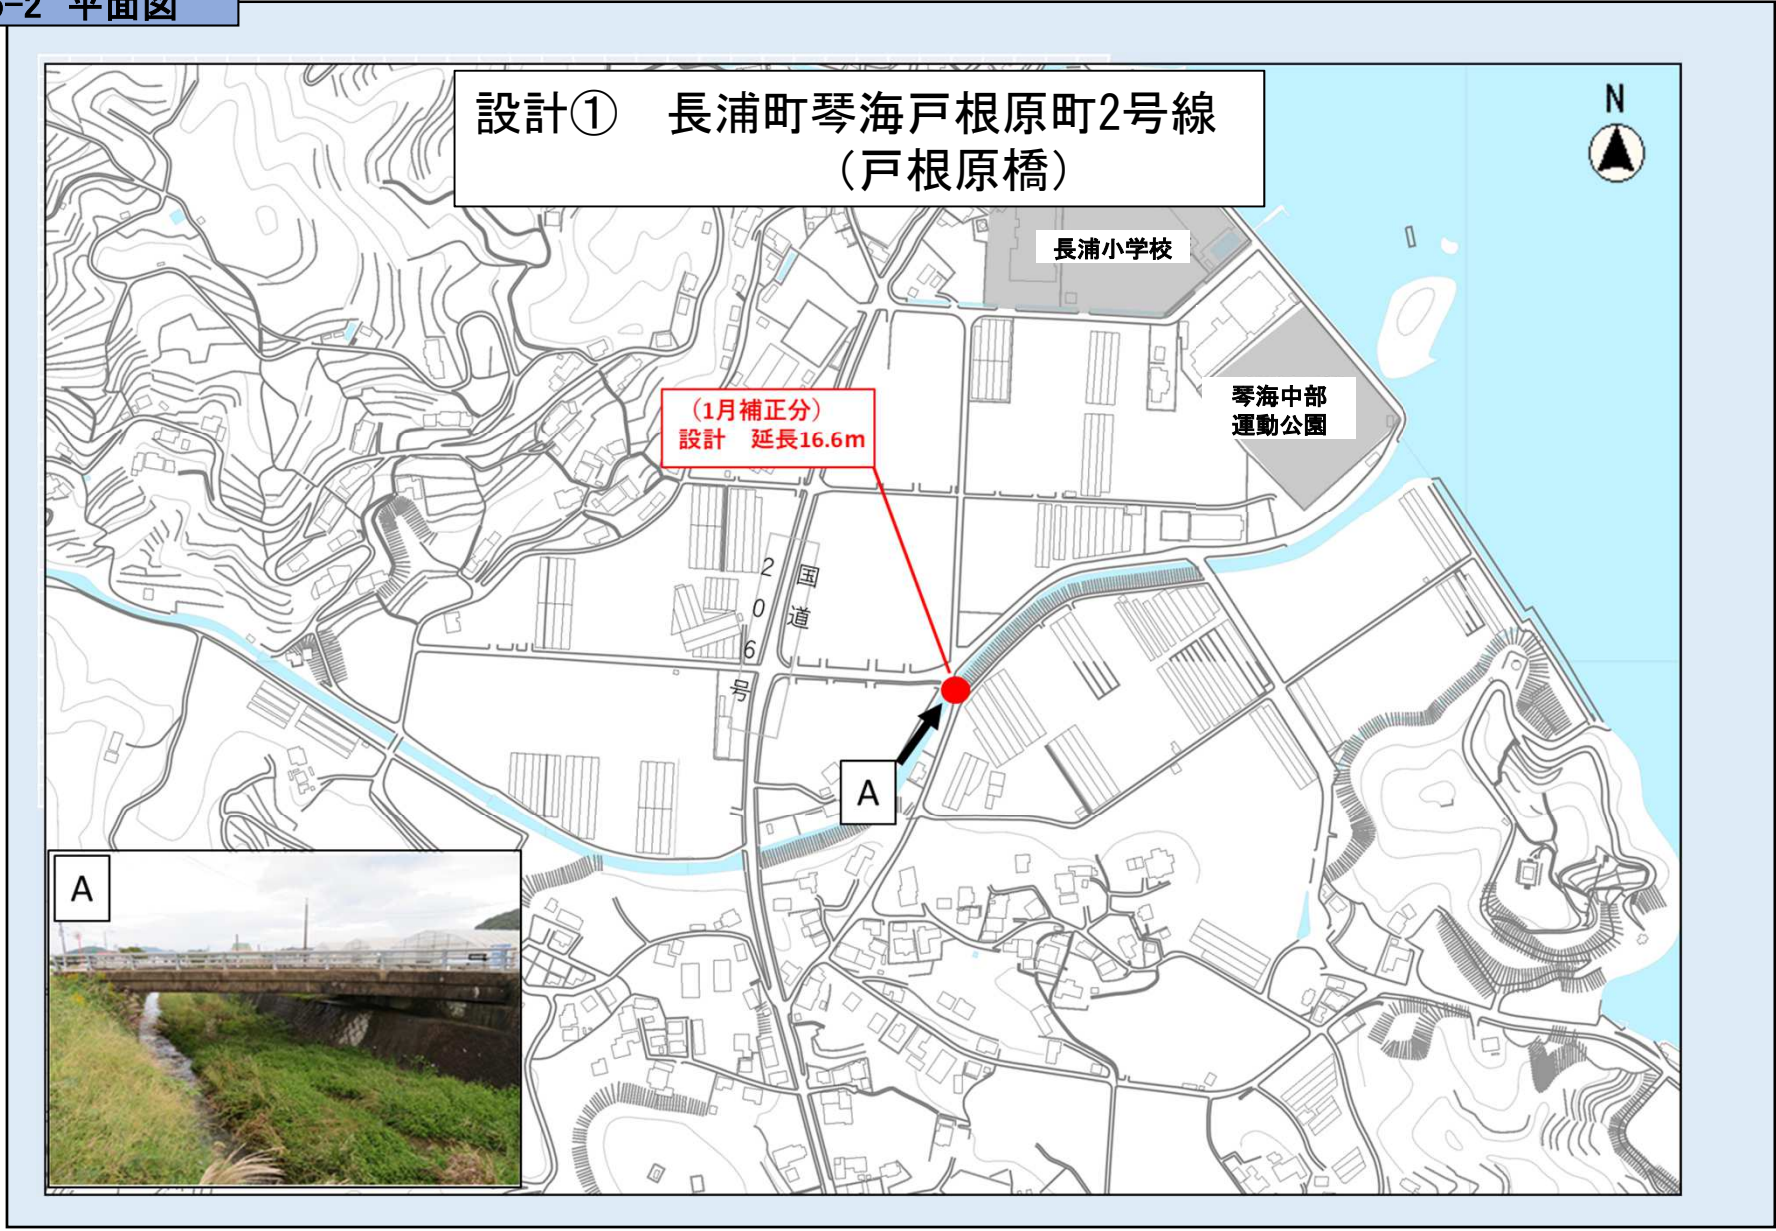 -2 平面図
設計① 長浦町琴海戸根原町2号線
（戸根原橋）
N
長浦小学校
琴海中部
運動公園
（1月補正分）
設計 延長16.6m
国道
206号
A
A